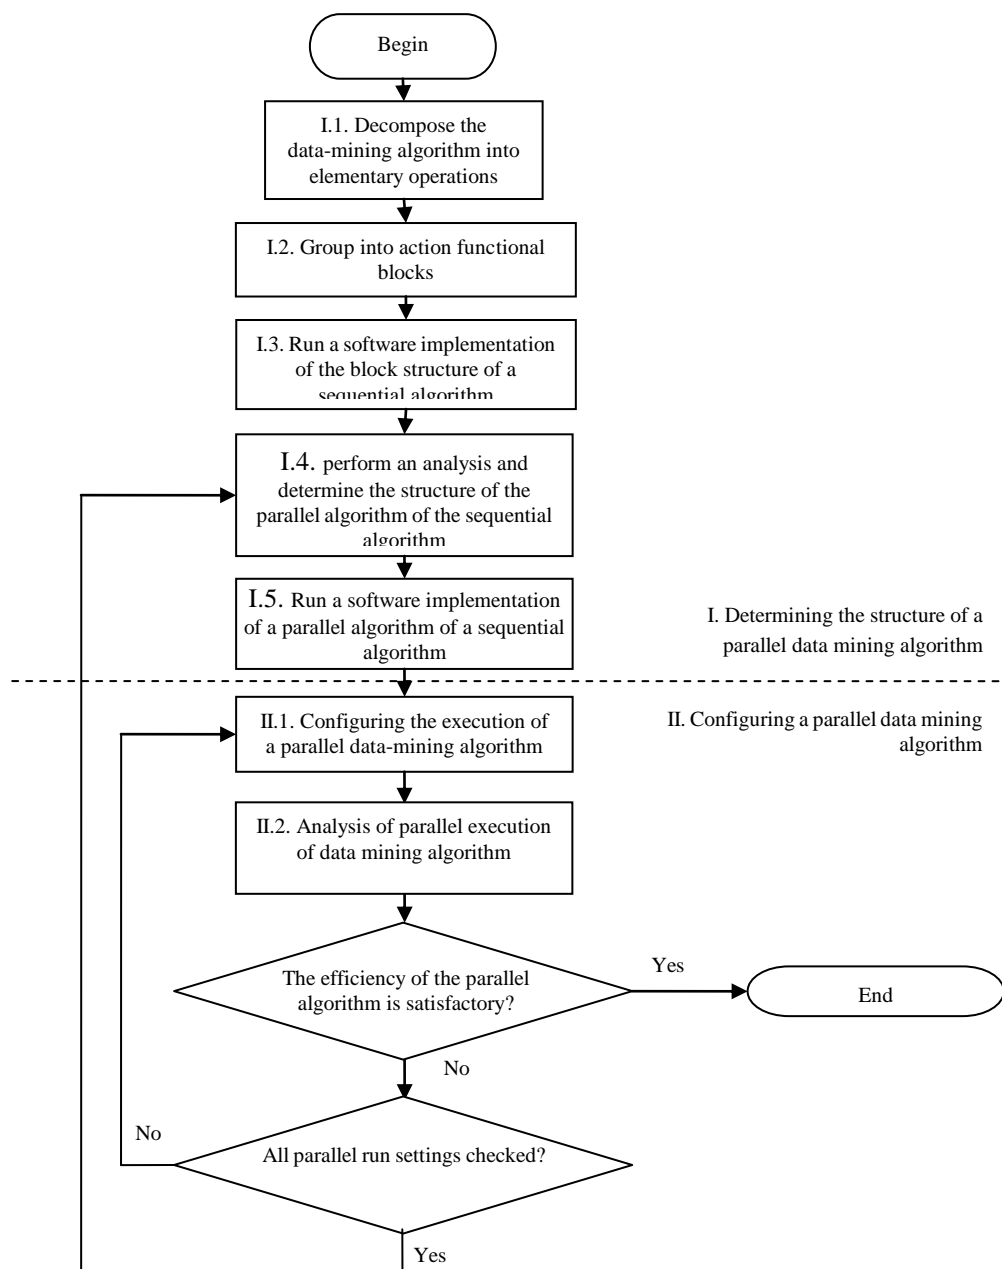 Begin
I.1. Decompose the
data-mining algorithm into
elementary operations
I.2. Group into action functional
blocks
I.3. Run a software implementation
of the block structure of a
sequential algorithm
I.4. perform an analysis and
determine the structure of the
parallel algorithm of the sequential
algorithm
I.5. Run a software implementation
of a parallel algorithm of a sequential
algorithm
I. Determining the structure of a
parallel data mining algorithm
II.1. Configuring the execution of
a parallel data-mining algorithm
II. Configuring a parallel data mining
algorithm
II.2. Analysis of parallel execution
of data mining algorithm
The efficiency of the parallel
algorithm is satisfactory?
Yes
End
No
All parallel run settings checked?
No
Yes